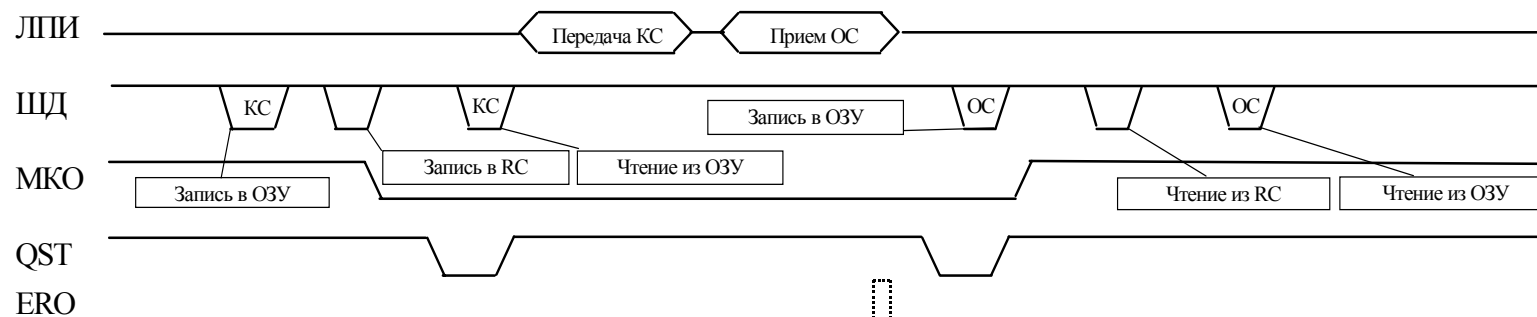 ЛПИ
Передача КС
Прием ОС
ШД
КС
КС
ОС
ОС
Запись в ОЗУ
Запись в RC
Чтение из ОЗУ
МКО
Запись в ОЗУ
Чтение из RC
Чтение из ОЗУ
QST
ERO